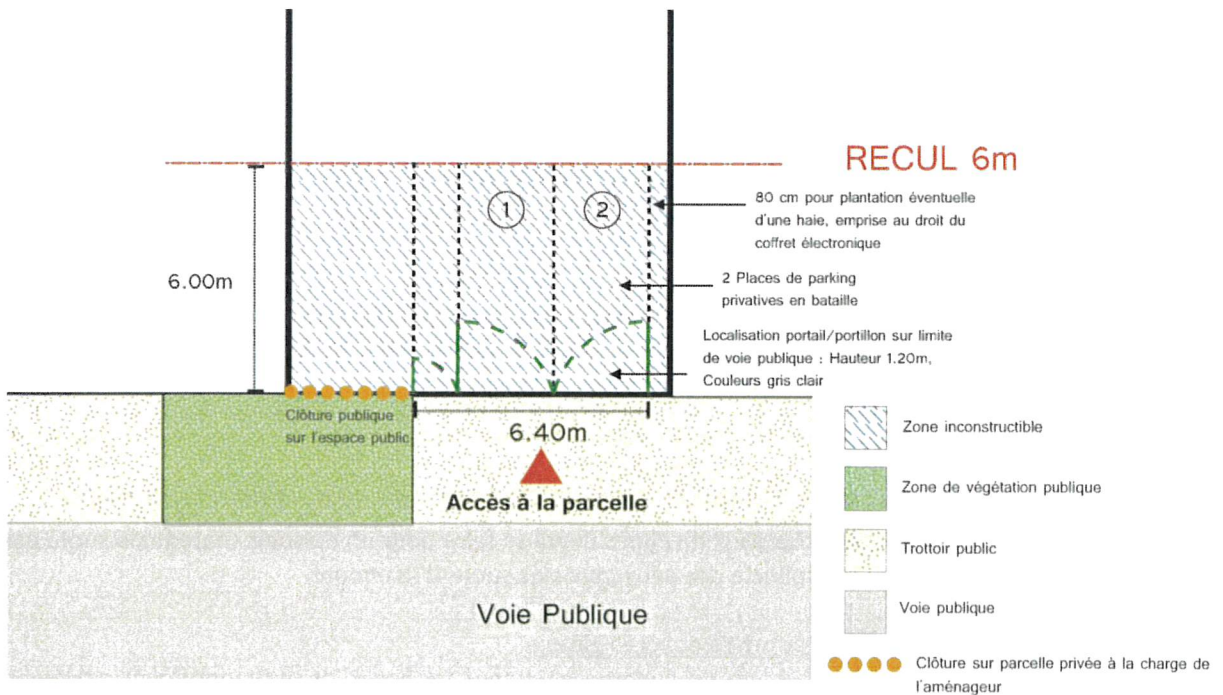 RECUL 6m
1
2
80 cm pour plantation éventuelle
d'une haie, emprise au droit du
coffret électronique
6.00m
2 Places de parking
privatives en bataille
Localisation portail/portillon sur limite
de voie publique : Hauteur 1.20m,
Couleurs gris clair
Clôture publique
sur l'espace public
6.40m
Accès à la parcelle
Voie Publique
Zone inconstructible
Zone de végétation publique
Trottoir public
Voie publique
Clôture sur parcelle privée à la charge de
l'aménageur